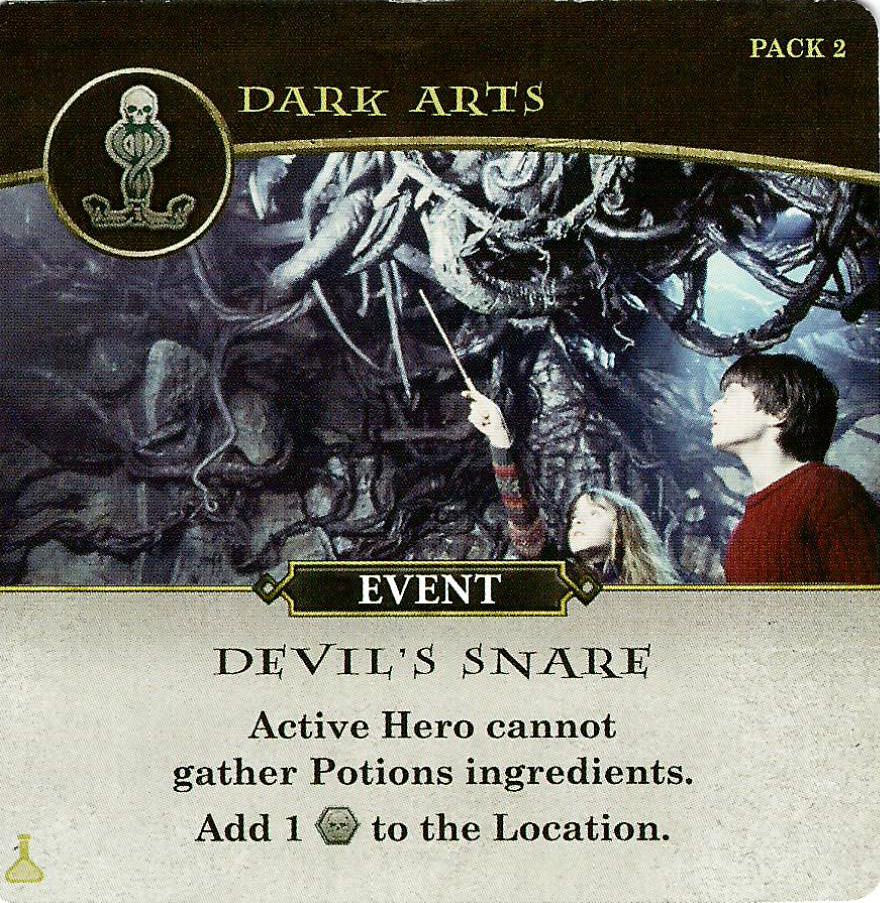 PACK 2
DARK ARTS
EVENT
DEVIL'S SNARE
Active Hero cannot
gather Potions ingredients.
Add 1 to the Location.